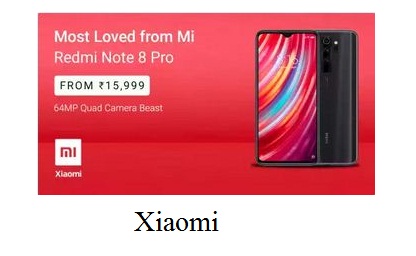 Most Loved from Mi
Redmi Note 8 Pro
FROM ₹15,999
64MP Quad Camera Beast
mi
Xiaomi
Xiaomi